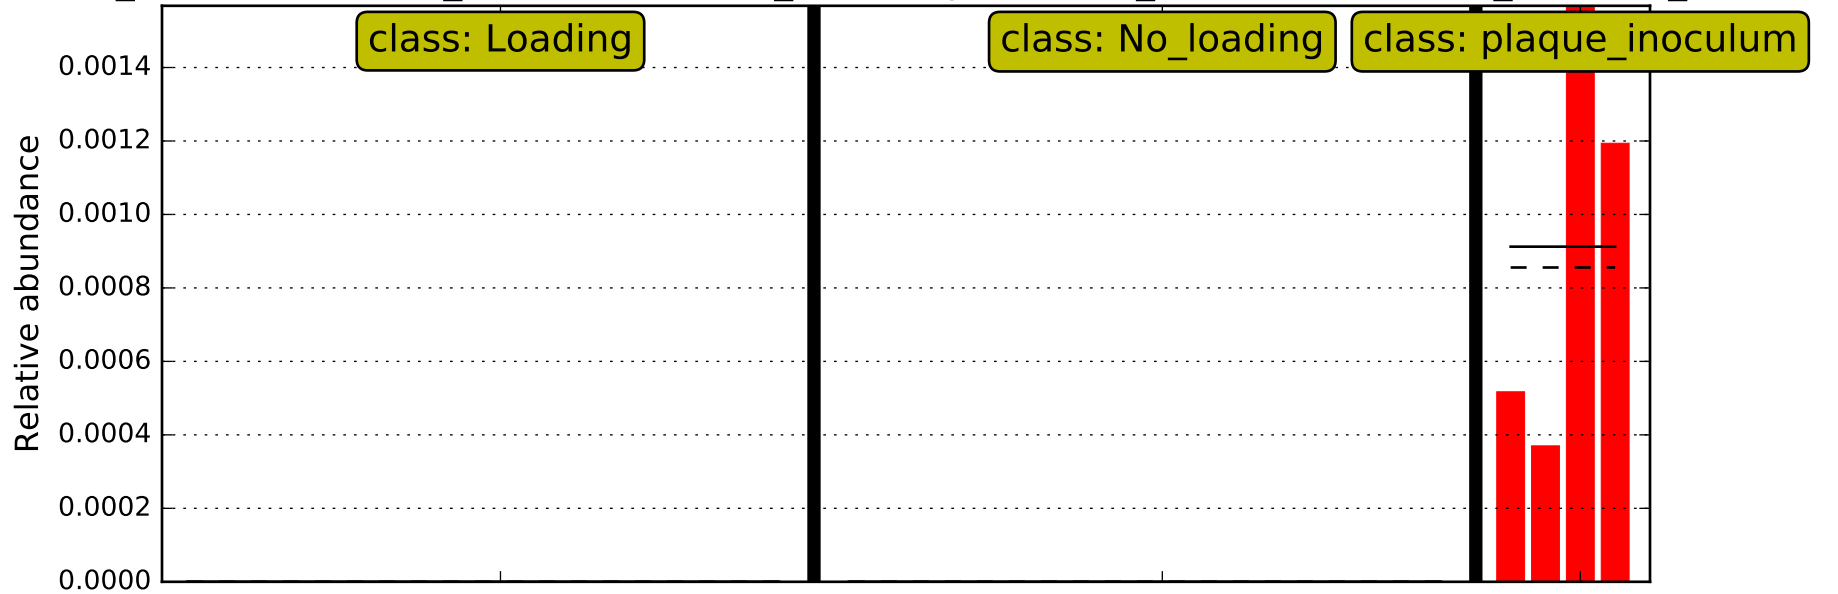 class: Loading
class: No_loading
class: plaque_inoculum
0.0014
0.0012
0.0010
0.0008
0.0006
0.0004
0.0002
0.0000
Relative abundance